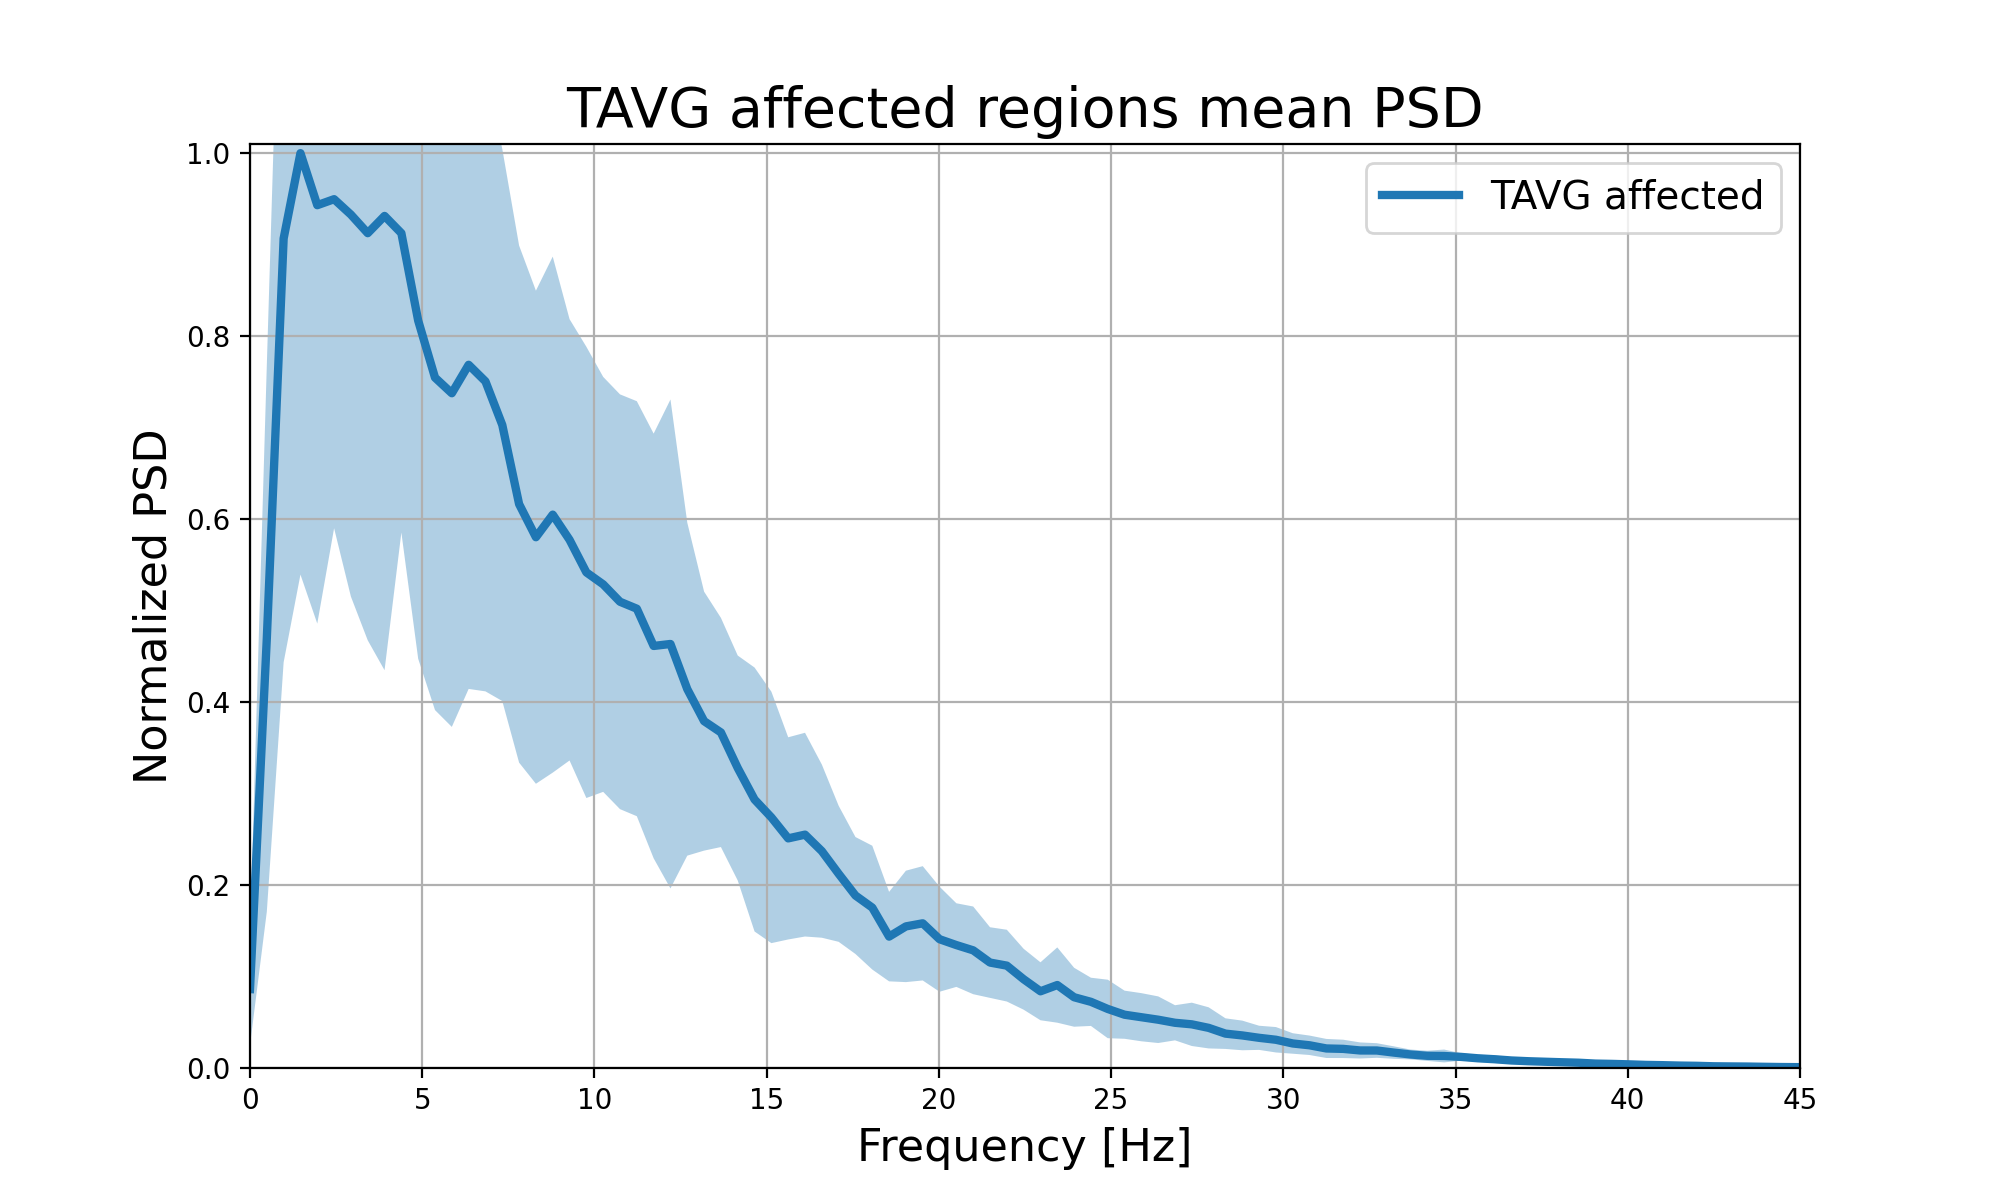 TAVG affected regions mean PSD
TAVG affected
Normalized PSD
1.0
0.8
0.6
0.4
0.2
0.0
0 5 10 15 20 25 30 35 40 45
Frequency [Hz]